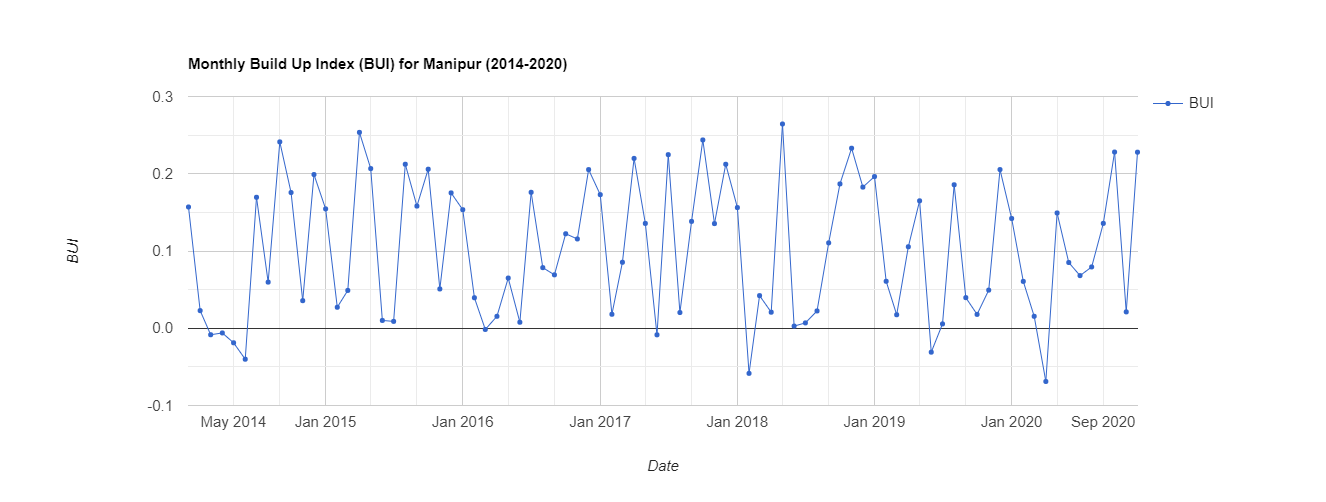 Monthly Build Up Index (BUI) for Manipur (2014-2020)
0.3
0.2
0.1
0.0
-0.1
BUI
BUI
May 2014 Jan 2015 Jan 2016 Jan 2017 Jan 2018 Jan 2019 Jan 2020 Sep 2020
Date